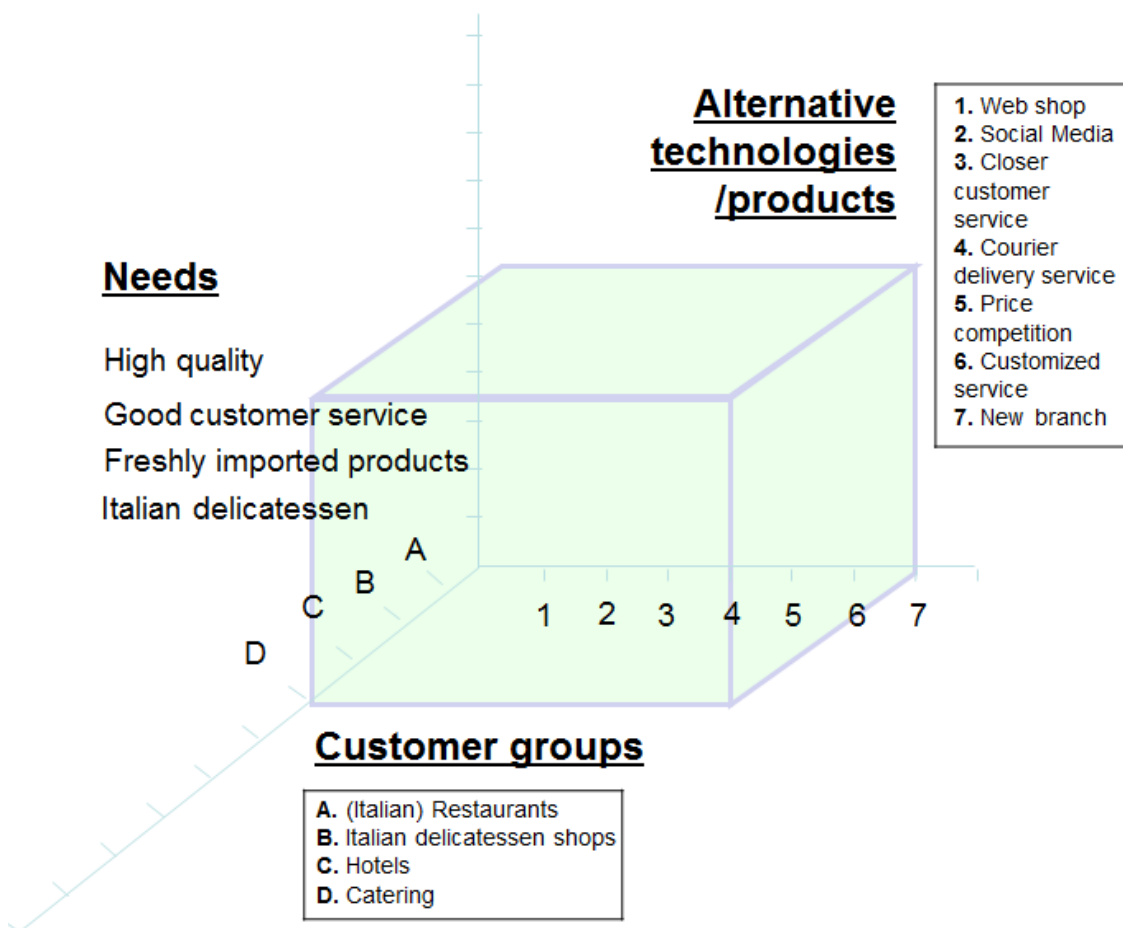 Alternative
technologies
/products
1. Web shop
2. Social Media
3. Closer
customer
service
4. Courier
delivery service
5. Price
competition
6. Customized
service
7. New branch
Needs
High quality
Good customer service
Freshly imported products
Italian delicatessen
A
B
C
D
1 2 3 4 5 6 7
Customer groups
A. (Italian) Restaurants
B. Italian delicatessen shops
C. Hotels
D. Catering